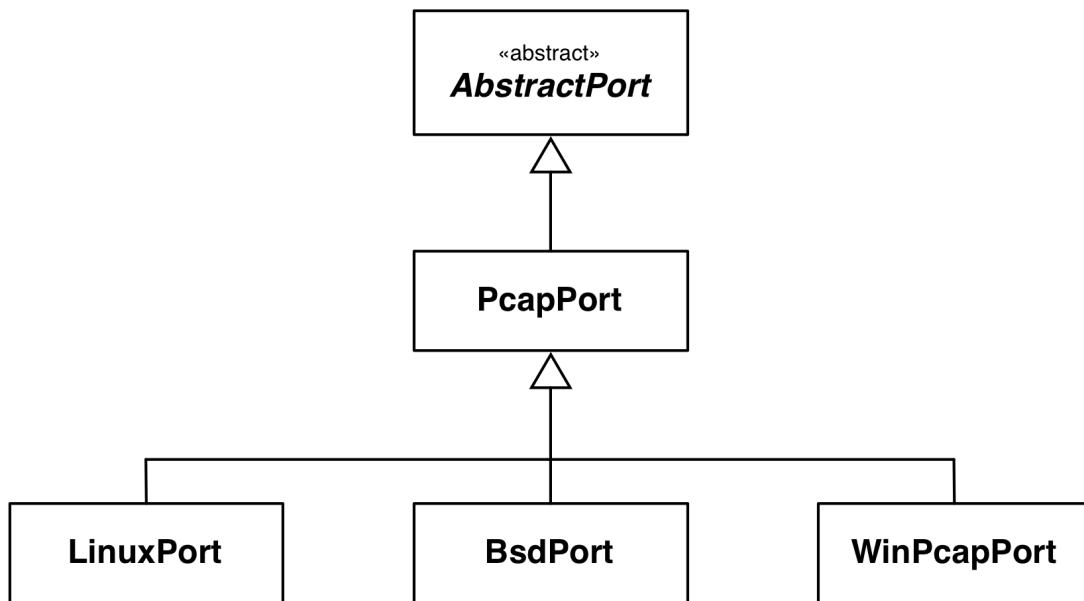 «abstract»
AbstractPort
PcapPort
LinuxPort
BsdPort
WinPcapPort